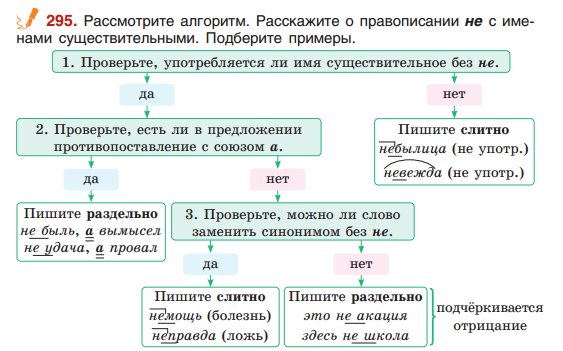 295. Рассмотрите алгоритм. Расскажите о правописании не с име-
нами существительными. Подберите примеры.
1. Проверьте, употребляется ли имя существительное без не.
да
нет
2. Проверьте, есть ли в предложении
противопоставление с союзом а.
Пишите слитно
небылица (не употр.)
невежда (не употр.)
да
нет
Пишите раздельно
не быль, а вымысел
не удача, а провал
3. Проверьте, можно ли слово
заменить синонимом без не.
да
нет
Пишите слитно
немощь (болезнь)
неправда (ложь)
Пишите раздельно
это не акация
здесь не школа
подчёркивается
отрицание